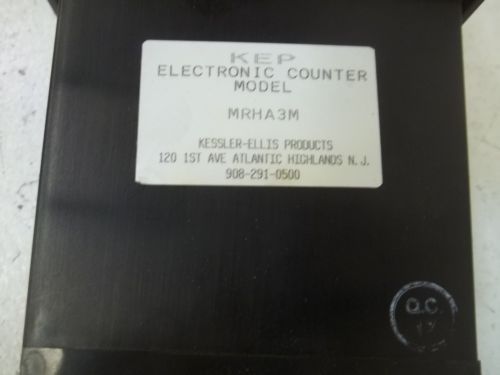 KEP
ELECTRONIC COUNTER
MODEL
MRHA3M
KESSLER-ELLIS PRODUCTS
120 1ST AVE ATLANTIC HIGHLANDS N.J.
908-291-0500
Q.C.